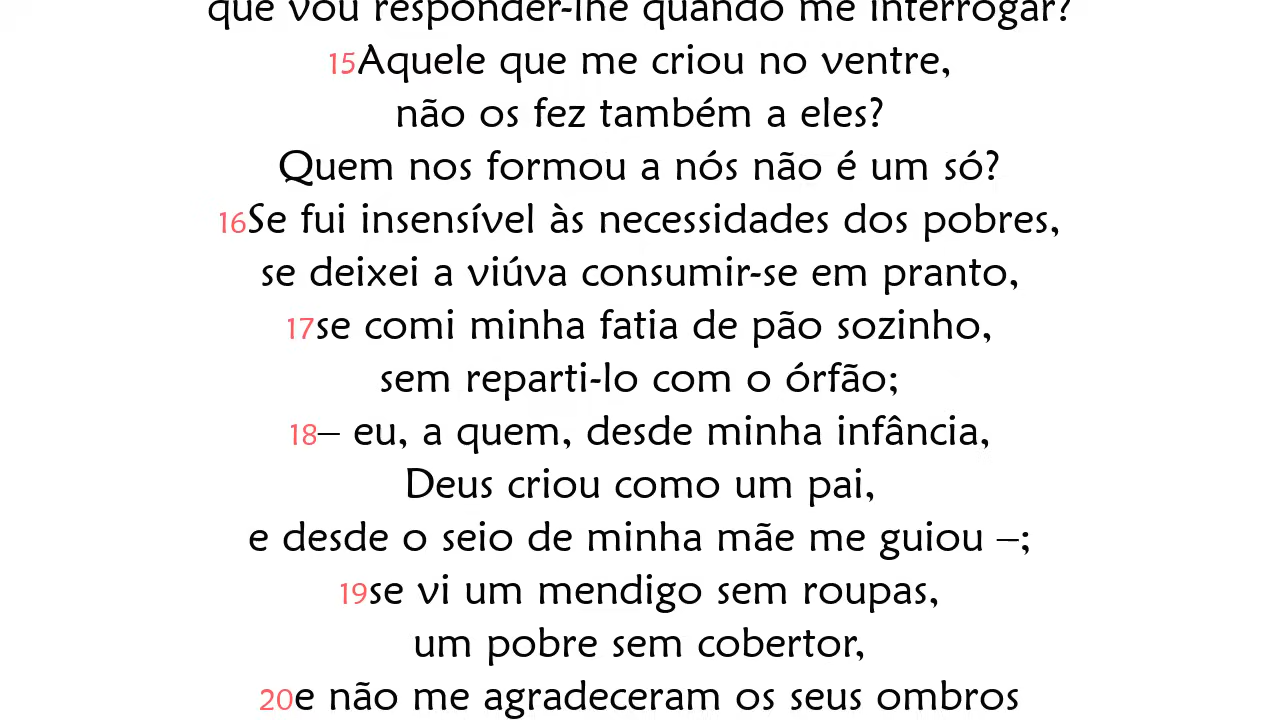 que vou responder-lhe quando me interrogar?
15Aquele que me criou no ventre,
não os fez também a eles?
Quem nos formou a nós não é um só?
16Se fui insensível às necessidades dos pobres,
se deixei a viúva consumir-se em pranto,
17se comi minha fatia de pão sozinho,
sem reparti-lo com o órfão;
18– eu, a quem, desde minha infância,
Deus criou como um pai,
e desde o seio de minha mãe me guiou –;
19se vi um mendigo sem roupas,
um pobre sem cobertor,
20e não me agradeceram os seus ombros